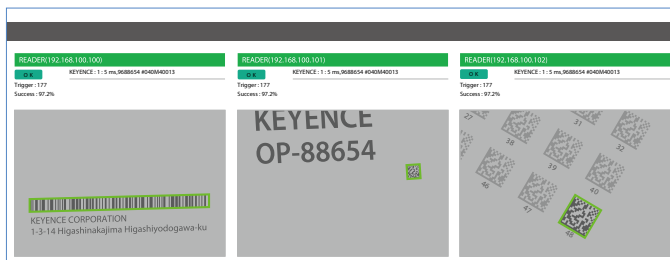 READER(192.168.100.100)
OK
KEYENCE : 1 : 5 ms,9688654 #040M40013
Trigger : 177
Success : 97.2%
KEYENCE CORPORATION
1-3-14 Higashinakajima Higashiyodogawa-ku
READER(192.168.100.101)
OK
KEYENCE : 1 : 5 ms,9688654 #040M40013
Trigger : 177
Success : 97.2%
KEYENCE
OP-88654
READER(192.168.100.102)
OK
KEYENCE : 1 : 5 ms,9688654 #040M40013
Trigger : 177
Success : 97.2%
27
31
38
32
39
46
40
47
48